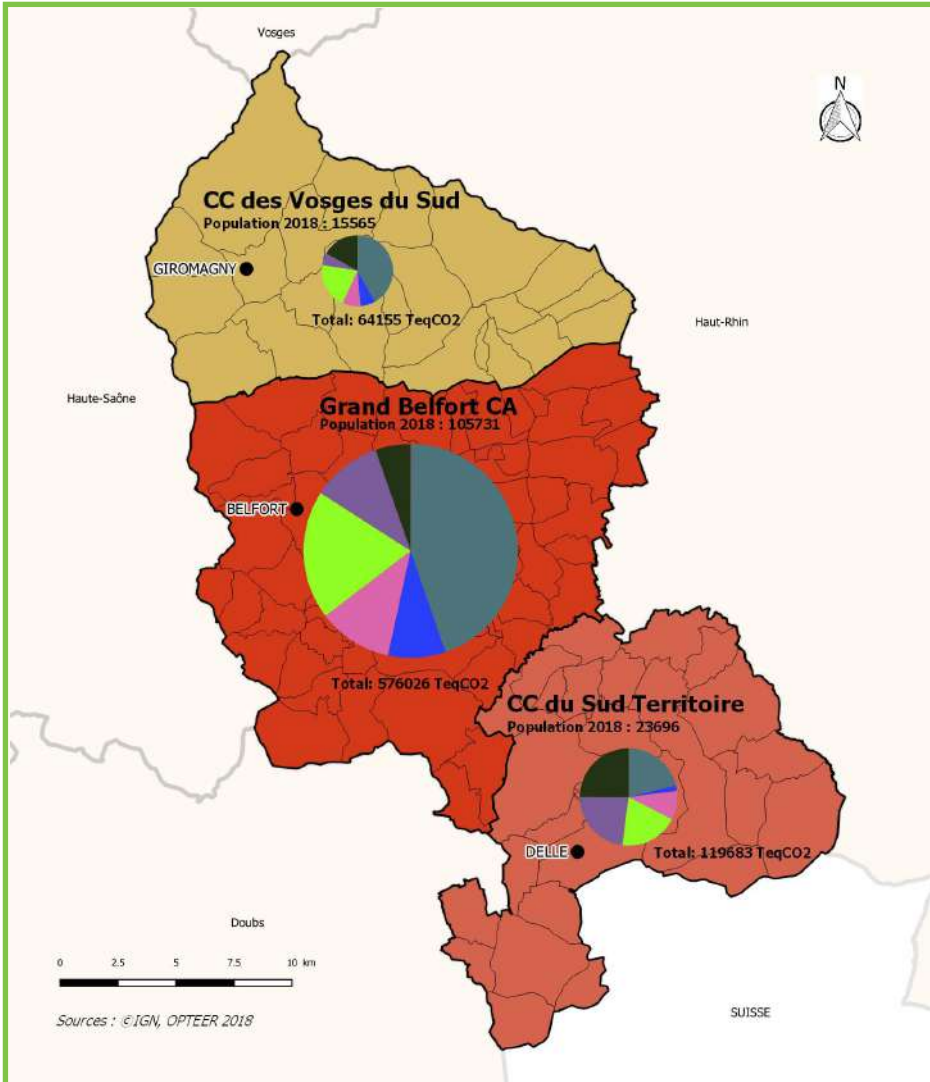 Vosges
N
CC des Vosges du Sud
Population 2018 : 15565
GIROMAGNY
Total: 64155 TeqCO2
Haut-Rhin
Haute-Saône
Grand Belfort CA
Population 2018 : 105731
BELFORT
Total: 576026 TeqCO2
CC du Sud Territoire
Population 2018 : 23696
DELLE
Total: 119683 TeqCO2
Doubs
0 2.5 5 7.5 10 km
SUISSE
Sources : ©IGN, OPTEER 2018